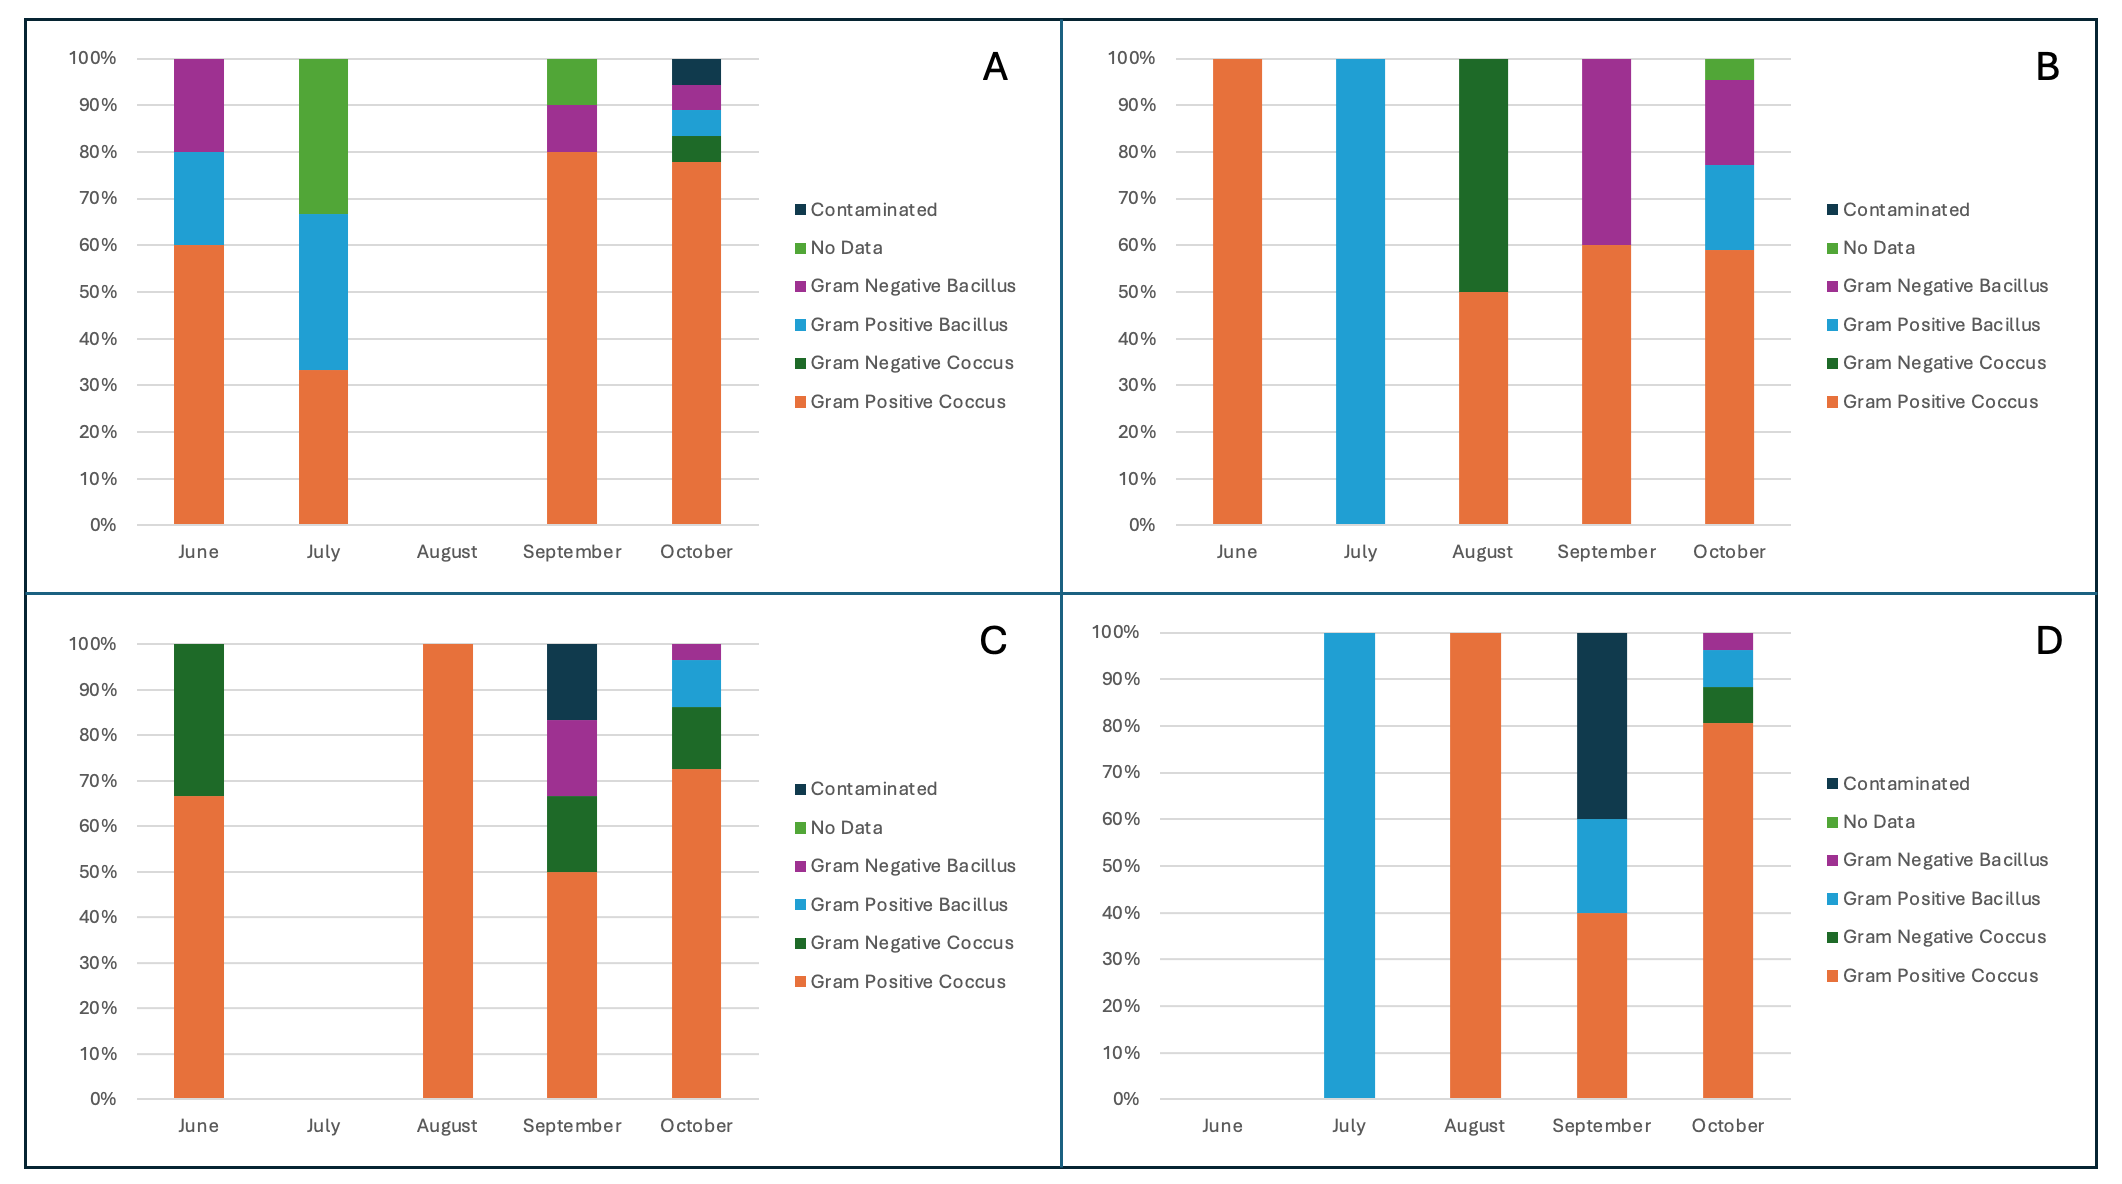 A
100%
90%
80%
70%
60%
50%
40%
30%
20%
10%
0%
June July August September October
Contaminated
No Data
Gram Negative Bacillus
Gram Positive Bacillus
Gram Negative Coccus
Gram Positive Coccus
B
100%
90%
80%
70%
60%
50%
40%
30%
20%
10%
0%
June July August September October
Contaminated
No Data
Gram Negative Bacillus
Gram Positive Bacillus
Gram Negative Coccus
Gram Positive Coccus
C
100%
90%
80%
70%
60%
50%
40%
30%
20%
10%
0%
June July August September October
Contaminated
No Data
Gram Negative Bacillus
Gram Positive Bacillus
Gram Negative Coccus
Gram Positive Coccus
D
100%
90%
80%
70%
60%
50%
40%
30%
20%
10%
0%
June July August September October
Contaminated
No Data
Gram Negative Bacillus
Gram Positive Bacillus
Gram Negative Coccus
Gram Positive Coccus